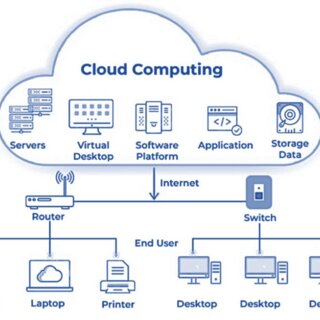 Cloud Computing
Servers
Virtual
Desktop
Software
Platform
Application
Storage
Data
Internet
Router
Switch
End User
Laptop
Printer
Desktop
Desktop
De